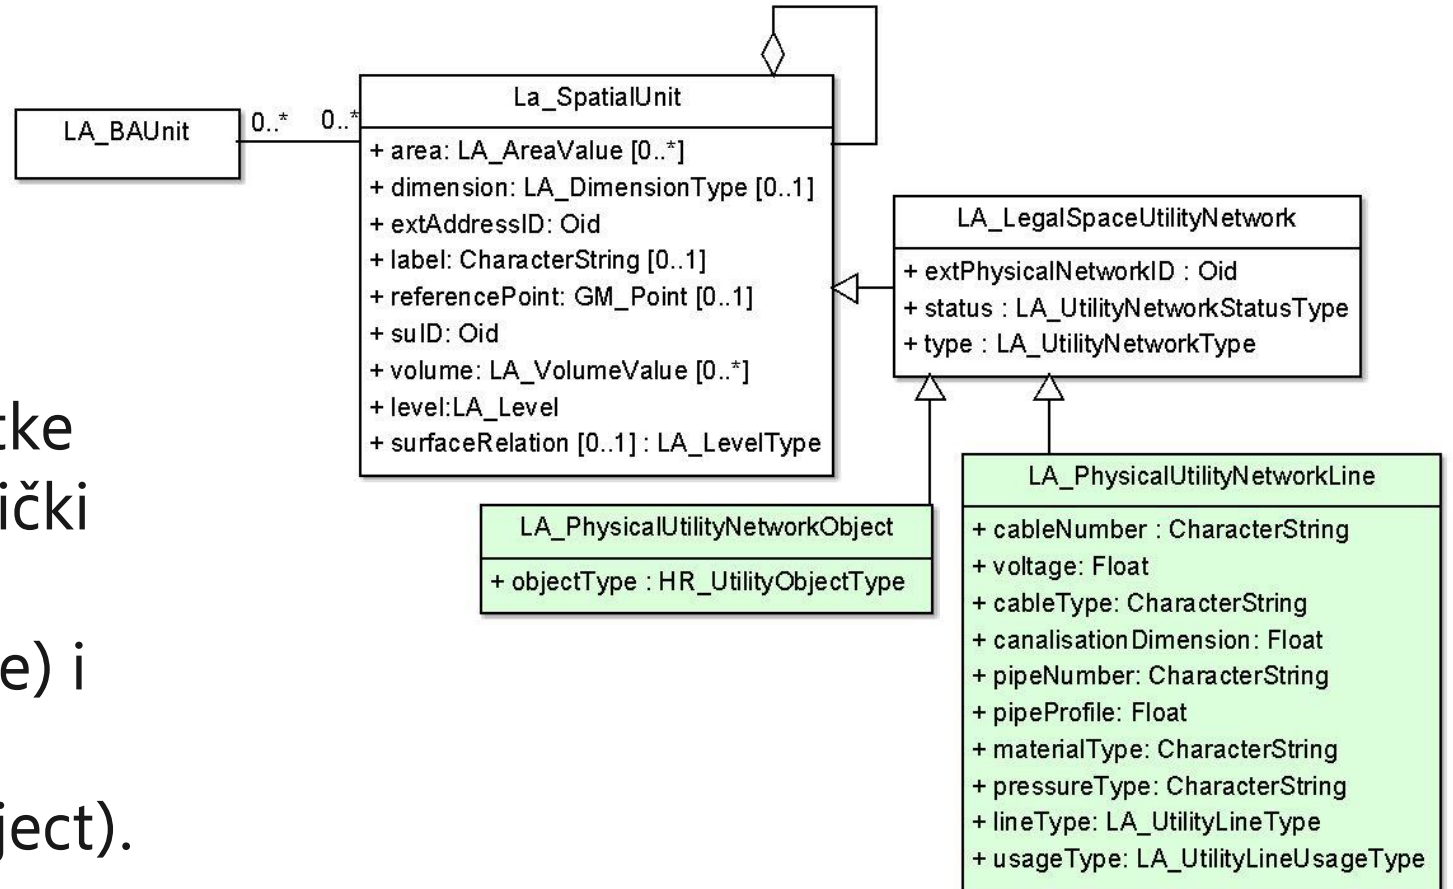 LA_BAUnit
0..*
0..*
La_SpatialUnit
+ area: LA_AreaValue [0..*]
+ dimension: LA_DimensionType [0..1]
+ extAddressID: Oid
+ label: CharacterString [0..1]
+ referencePoint: GM_Point [0..1]
+ suID: Oid
+ volume: LA_VolumeValue [0..*]
+ level:LA_Level
+ surfaceRelation [0..1] : LA_LevelType
LA_LegalSpaceUtilityNetwork
+ extPhysicalNetworkID : Oid
+ status : LA_UtilityNetworkStatusType
+ type : LA_UtilityNetworkType
LA_PhysicalUtilityNetworkObject
+ objectType : HR_UtilityObjectType
LA_PhysicalUtilityNetworkLine
+ cableNumber : CharacterString
+ voltage: Float
+ cableType: CharacterString
+ canalisationDimension: Float
+ pipeNumber: CharacterString
+ pipeProfile: Float
+ materialType: CharacterString
+ pressureType: CharacterString
+ lineType: LA_UtilityLineType
+ usageType: LA_UtilityLineUsageType
tke
ički
e) i
ject).